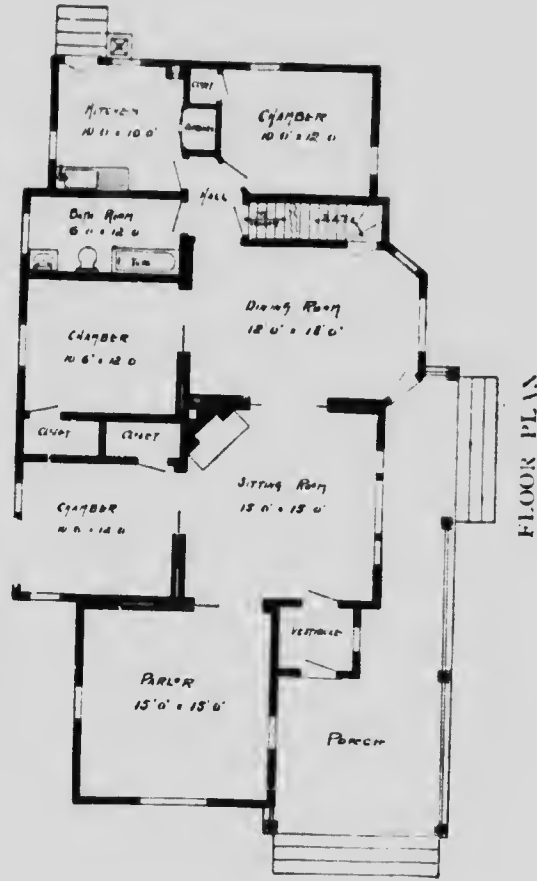 KITCHEN
10.0 × 10.0
CLO'T
CHAMBER
10.0 × 12.0
HALL
BATH ROOM
6.0 × 12.0
TUB
CHAMBER
10.6 × 12.0
DINING ROOM
12.0 × 18.0
CLOSET
CLOSET
SITTING ROOM
15.0 × 15.0
CHAMBER
VESTIBULE
PARLOR
15.0 × 15.0
PORCH
FLOOR PLAN